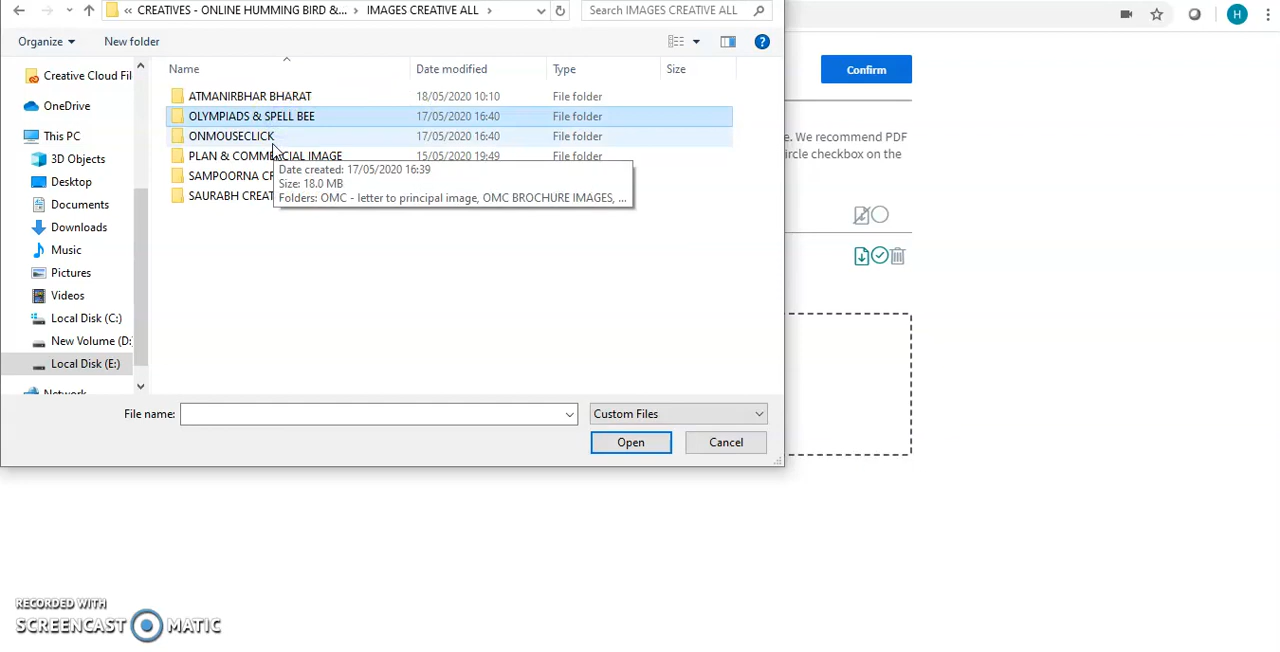 « CREATIVES - ONLINE HUMMING BIRD &... > IMAGES CREATIVE ALL >
Search IMAGES CREATIVE ALL
H
Organize
New folder
?
Confirm
Name
Date modified
Type
Size
Creative Cloud Fil
OneDrive
This PC
3D Objects
Desktop
Documents
Downloads
Music
Pictures
Videos
Local Disk (C:)
New Volume (D:
Local Disk (E:)
Network
ATMANIRBHAR BHARAT 18/05/2020 10:10 File folder
OLYMPIADS & SPELL BEE 17/05/2020 16:40 File folder
ONMOUSECLICK 17/05/2020 16:40 File folder
PLAN & COMMERCIAL IMAGE 15/05/2020 19:49 File folder
SAMPOORNA CR
SAURABH CREAT
Date created: 17/05/2020 16:39
Size: 18.0 MB
Folders: OMC - letter to principal image, OMC BROCHURE IMAGES, ...
e. We recommend PDF
ircle checkbox on the
File name:
Custom Files
Open
Cancel
RECORDED WITH
SCREENCAST MATIC